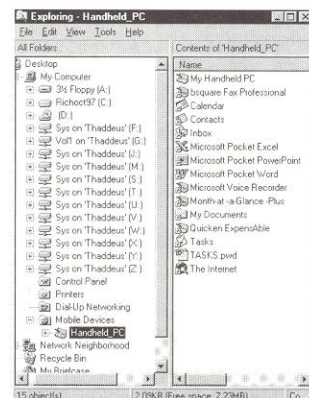 Exploring - Handheld_PC
File Edit View Tools Help
All Folders
Contents of 'Handheld_PC'
Desktop
My Computer
3½ Floppy (A:)
Richoct97 (C:)
(D:)
Sys on 'Thaddeus' (F:)
Vol1 on 'Thaddeus' (G:)
Sys on 'Thaddeus' (J:)
Sys on 'Thaddeus' (M:)
Sys on 'Thaddeus' (S:)
Sys on 'Thaddeus' (T:)
Sys on 'Thaddeus' (U:)
Sys on 'Thaddeus' (V:)
Sys on 'Thaddeus' (W:)
Sys on 'Thaddeus' (X:)
Sys on 'Thaddeus' (Y:)
Sys on 'Thaddeus' (Z:)
Control Panel
Printers
Dial-Up Networking
Mobile Devices
Handheld_PC
Network Neighborhood
Recycle Bin
My Briefcase
Name
My Handheld PC
bsquare Fax Professional
Calendar
Contacts
Inbox
Microsoft Pocket Excel
Microsoft Pocket PowerPoint
Microsoft Pocket Word
Microsoft Voice Recorder
Month-at-a-Glance-Plus
My Documents
Quicken ExpensAble
Tasks
TASKS.pwd
The Internet
15 object(s)
2.09KB (Free space: 7.23MB)
Co